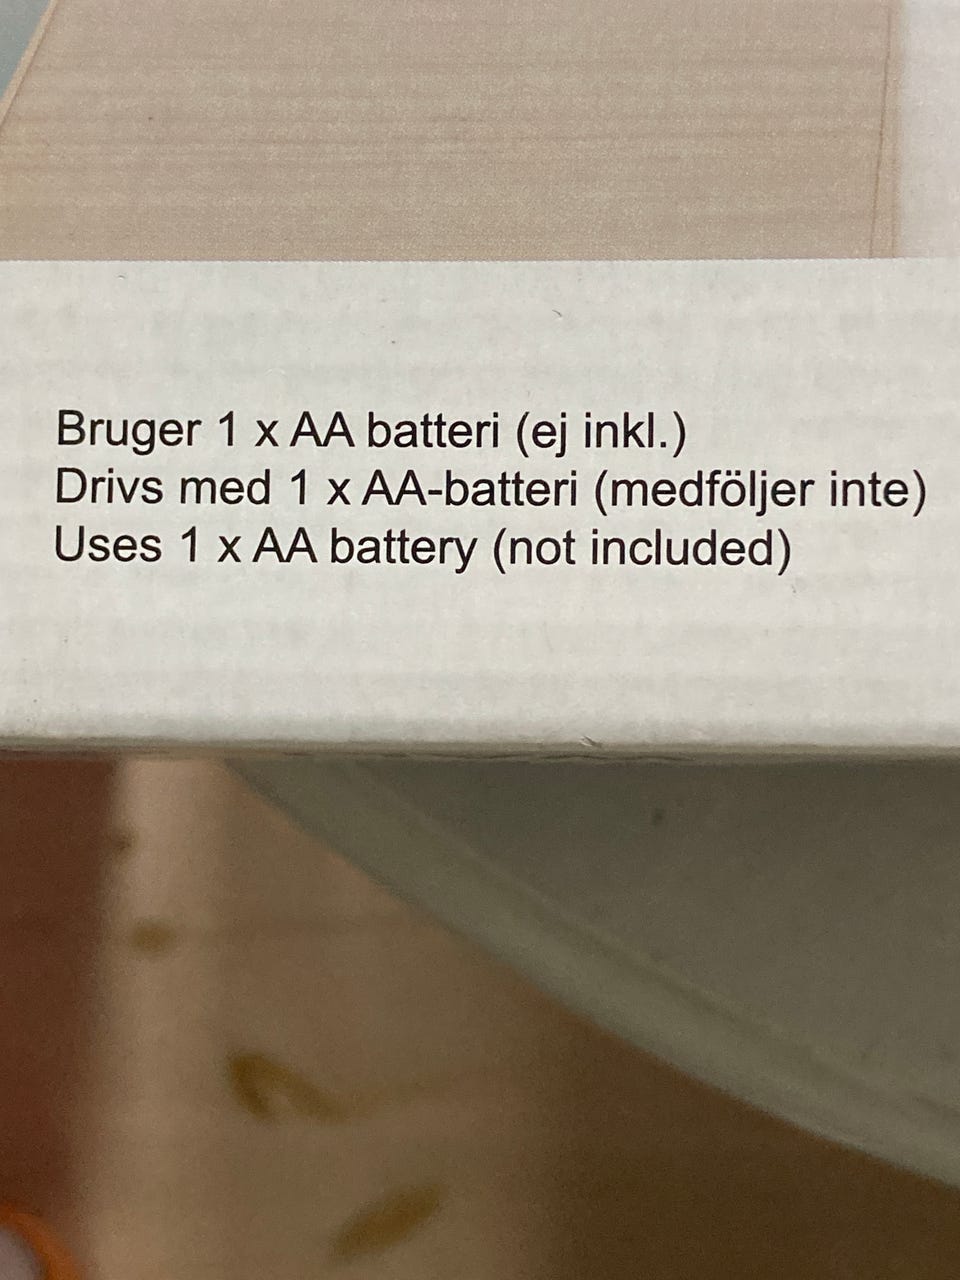 Bruger 1 x AA batteri (ej inkl.)
Drivs med 1 x AA-batteri (medföljer inte)
Uses 1 x AA battery (not included)